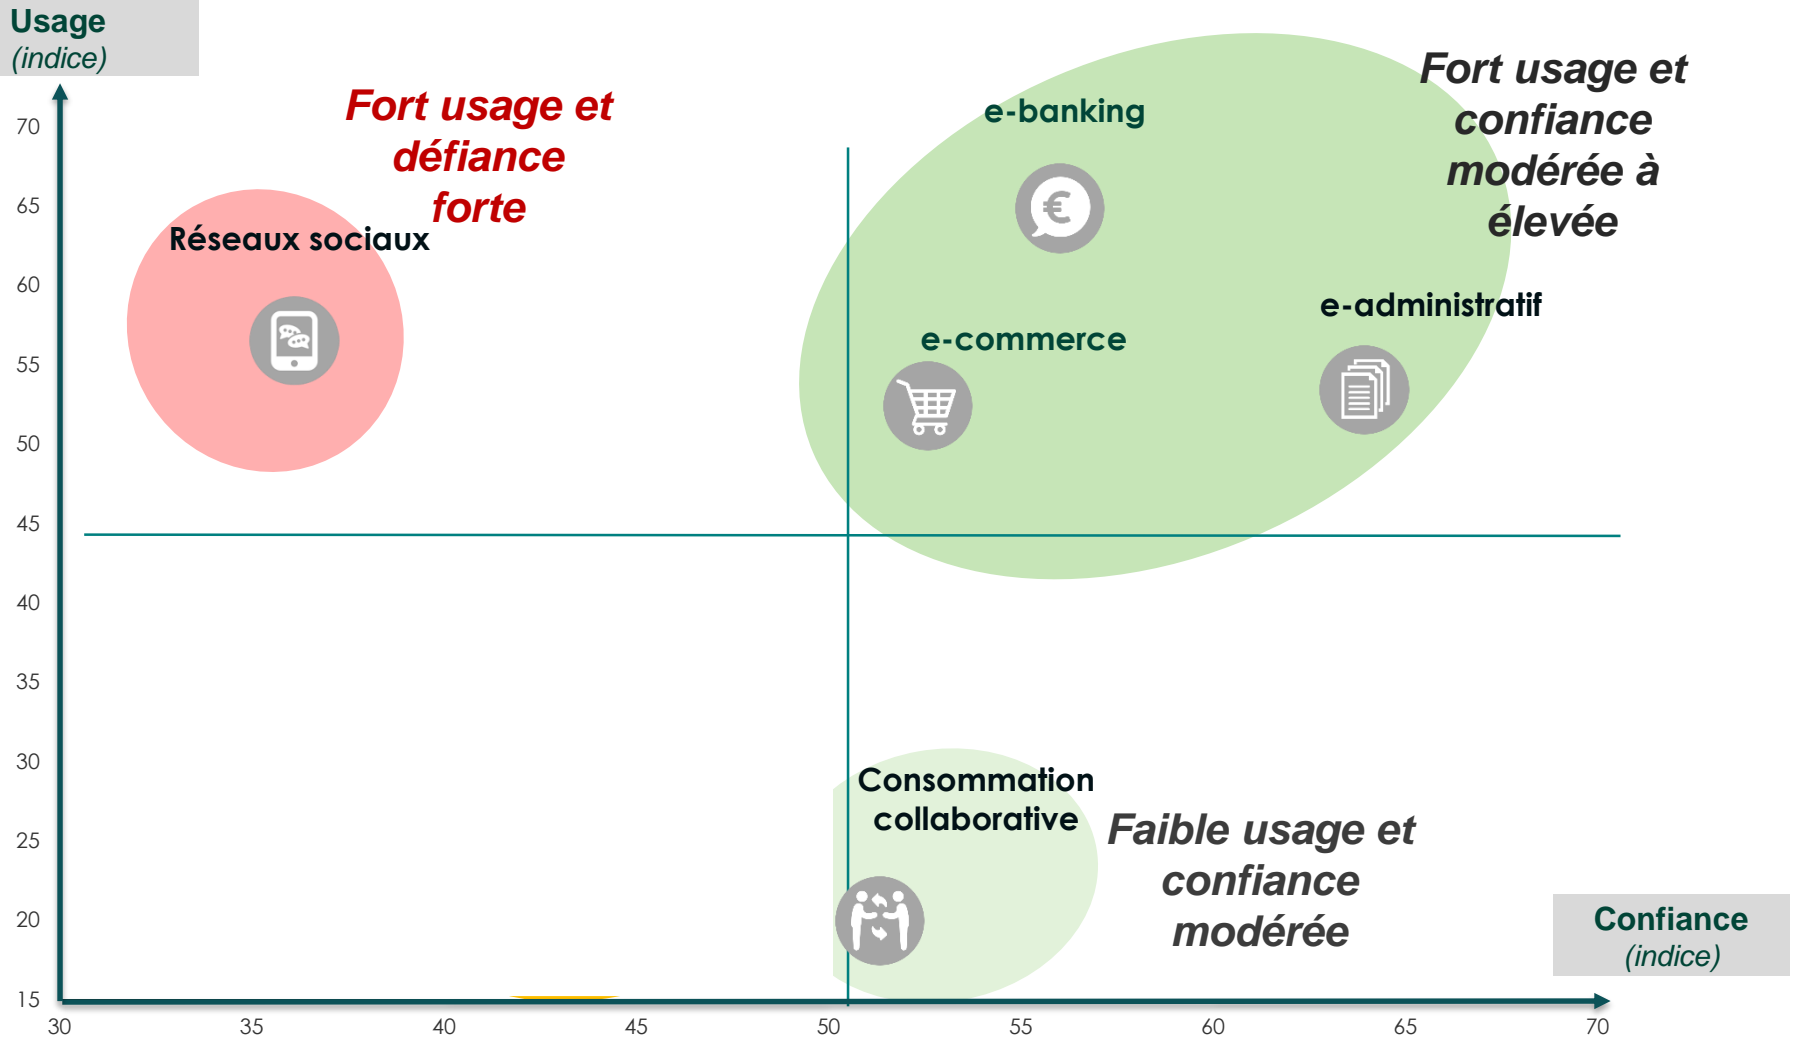 Usage
(indice)
Fort usage et
défiance
forte
Fort usage et
confiance
modérée à
élevée
e-banking
€
Réseaux sociaux
e-administratif
e-commerce
Consommation
collaborative
Faible usage et
confiance
modérée
Confiance
(indice)
70
65
60
55
50
45
40
35
30
25
20
15
30
35
40
45
50
55
60
65
70